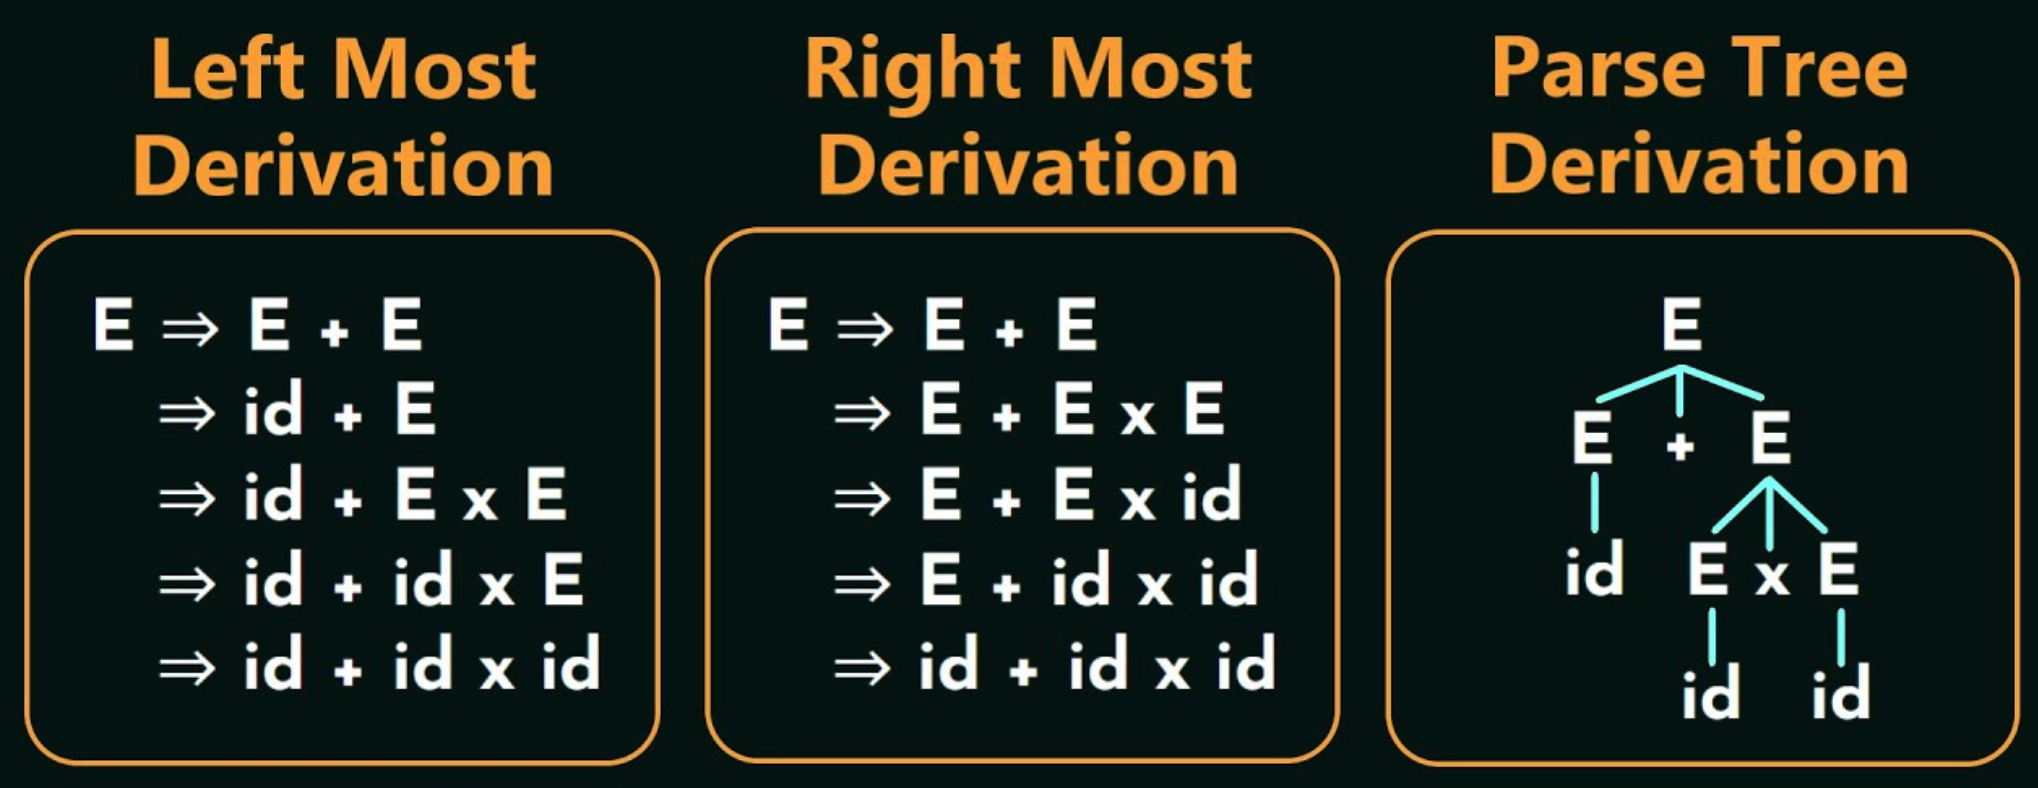 Left Most
Derivation
E ⇒ E + E
⇒ id + E
⇒ id + E x E
⇒ id + id x E
⇒ id + id x id
Right Most
Derivation
E ⇒ E + E
⇒ E + E x E
⇒ E + E x id
⇒ E + id x id
⇒ id + id x id
Parse Tree
Derivation
E
E + E
id E x E
id id